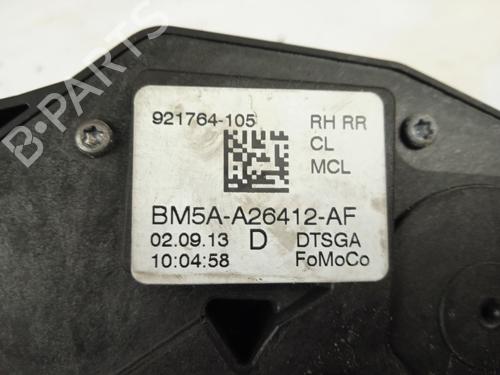 B-PARTS
921764-105 RH RR
CL
MCL
BM5A-A26412-AF
02.09.13 D DTSGA
10:04:58 FoMoCo